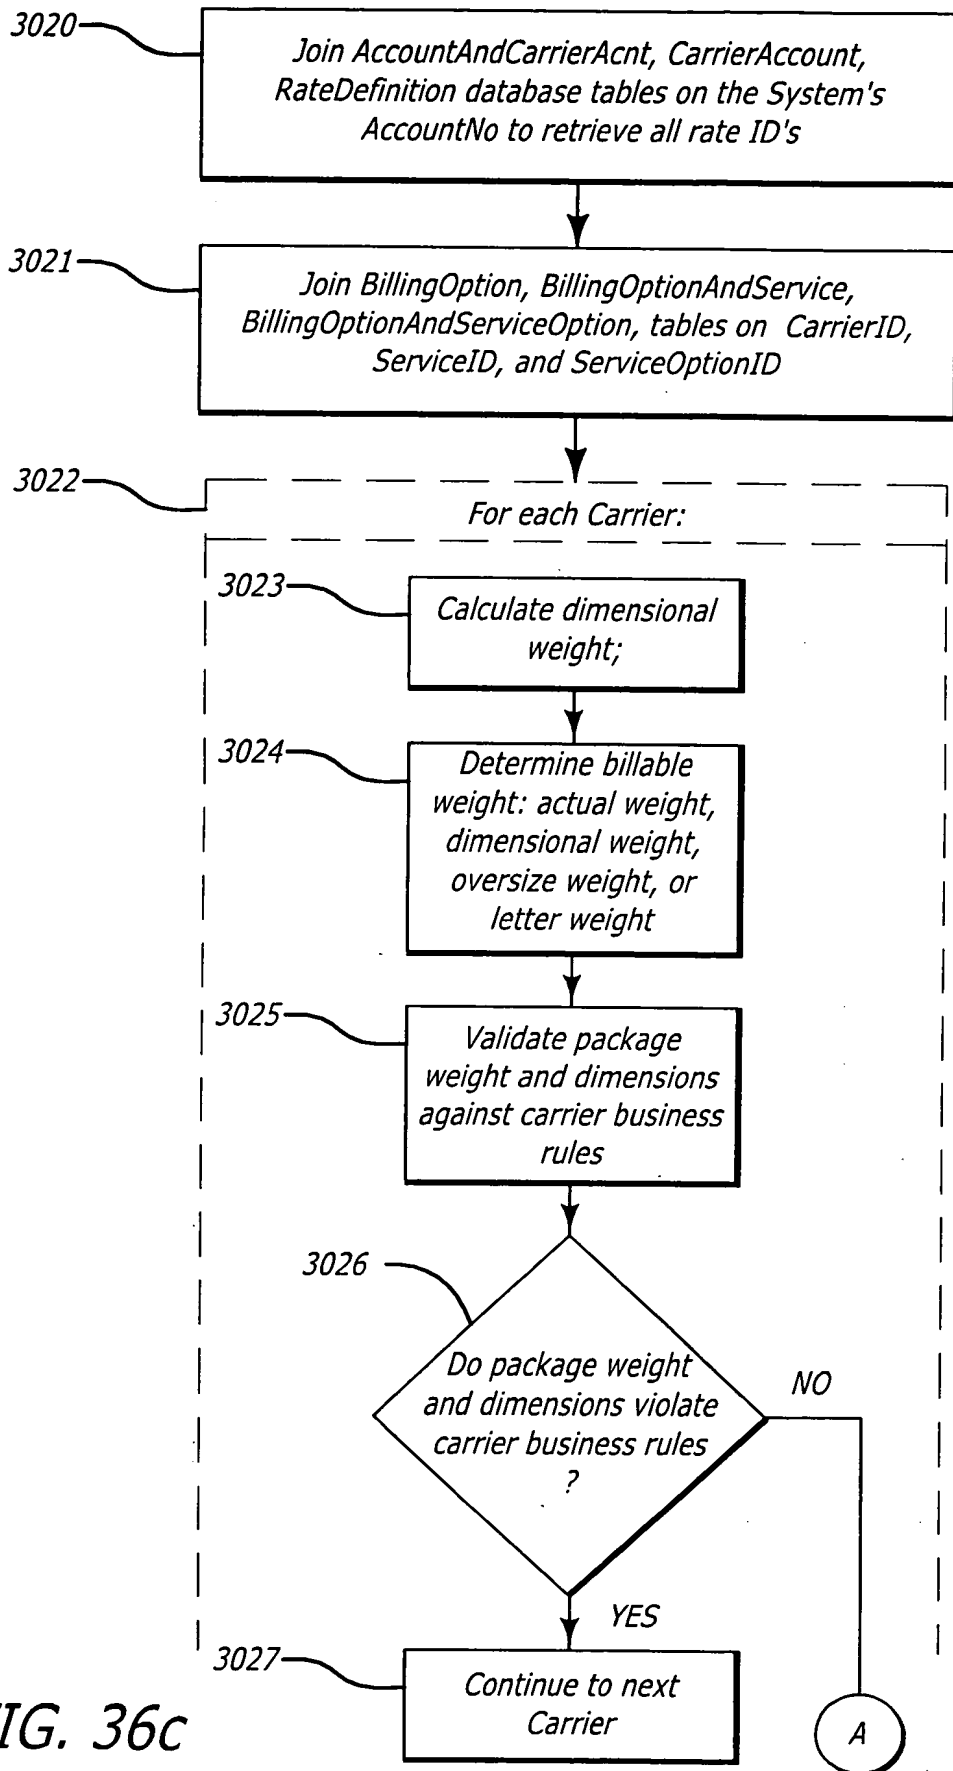 3020
Join AccountAndCarrierAcnt, CarrierAccount,
RateDefinition database tables on the System's
AccountNo to retrieve all rate ID's
3021
Join BillingOption, BillingOptionAndService,
BillingOptionAndServiceOption, tables on CarrierID,
ServiceID, and ServiceOptionID
3022
For each Carrier:
3023
Calculate dimensional
weight;
3024
Determine billable
weight: actual weight,
dimensional weight,
oversize weight, or
letter weight
3025
Validate package
weight and dimensions
against carrier business
rules
3026
Do package weight
and dimensions violate
carrier business rules
?
NO
YES
3027
Continue to next
Carrier
A
IG. 36c